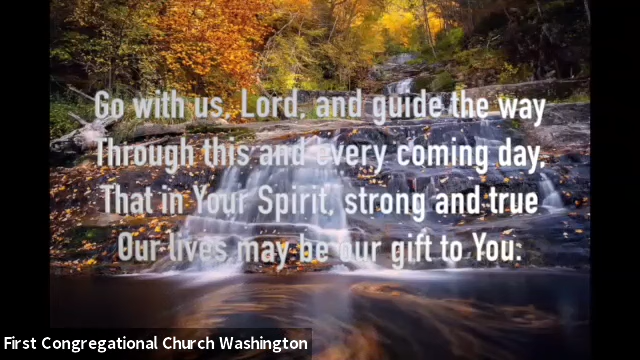 Go with us, Lord, and guide the way
Through this and every coming day,
That in Your Spirit, strong and true
Our lives may be our gift to You.
First Congregational Church Washington